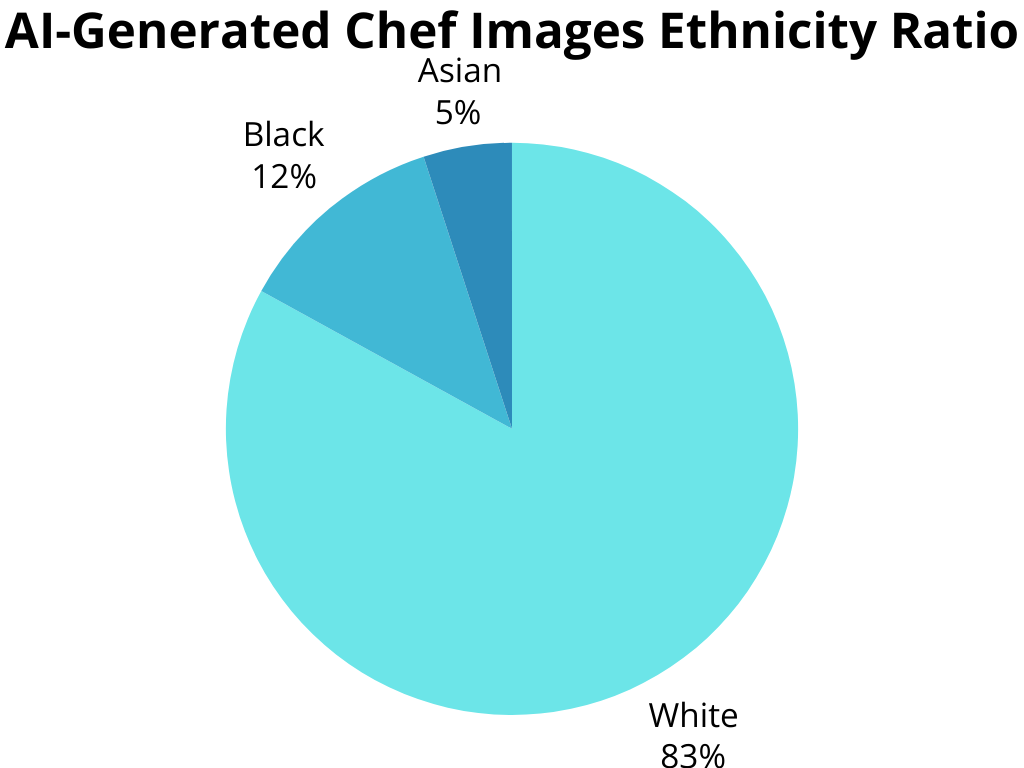 AI-Generated Chef Images Ethnicity Ratio
Asian
5%
Black
12%
White
83%